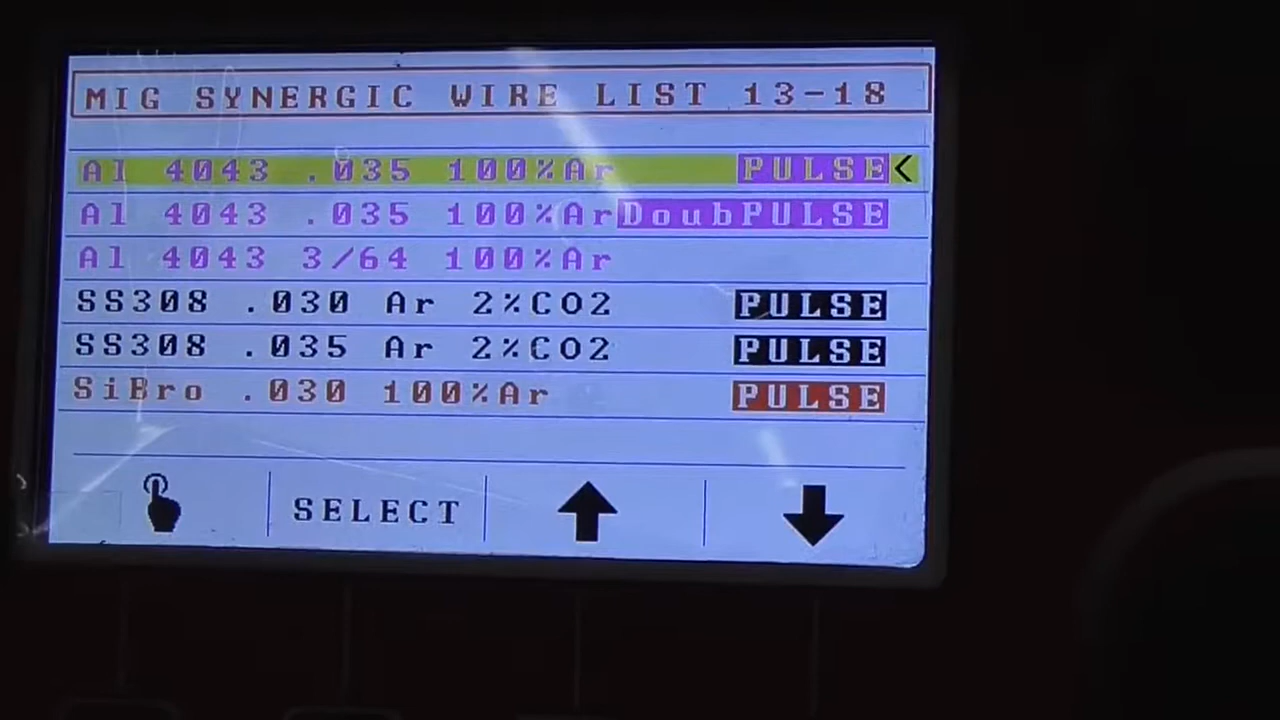 MIG SYNERGIC WIRE LIST 13-18
Al 4043 .035 100%Ar PULSE<
Al 4043 .035 100%Ar DoubPULSE
Al 4043 3/64 100%Ar
SS308 .030 Ar 2%CO2 PULSE
SS308 .035 Ar 2%CO2 PULSE
SiBro .030 100%Ar PULSE
SELECT